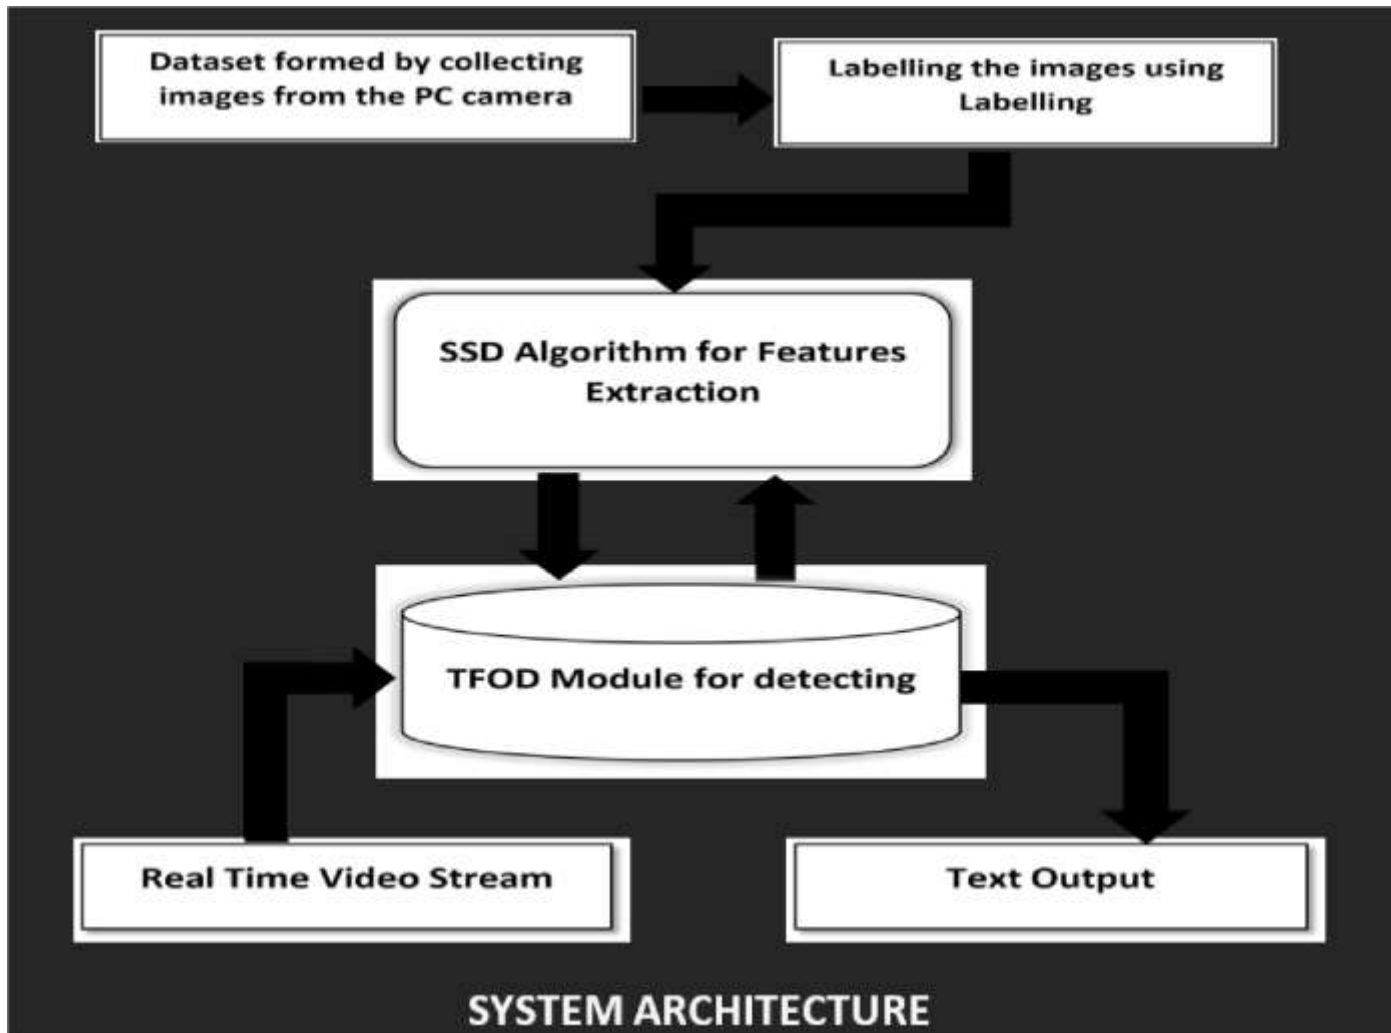 Dataset formed by collecting
images from the PC camera
Labelling the images using
Labelling
SSD Algorithm for Features
Extraction
TFOD Module for detecting
Real Time Video Stream
Text Output
SYSTEM ARCHITECTURE